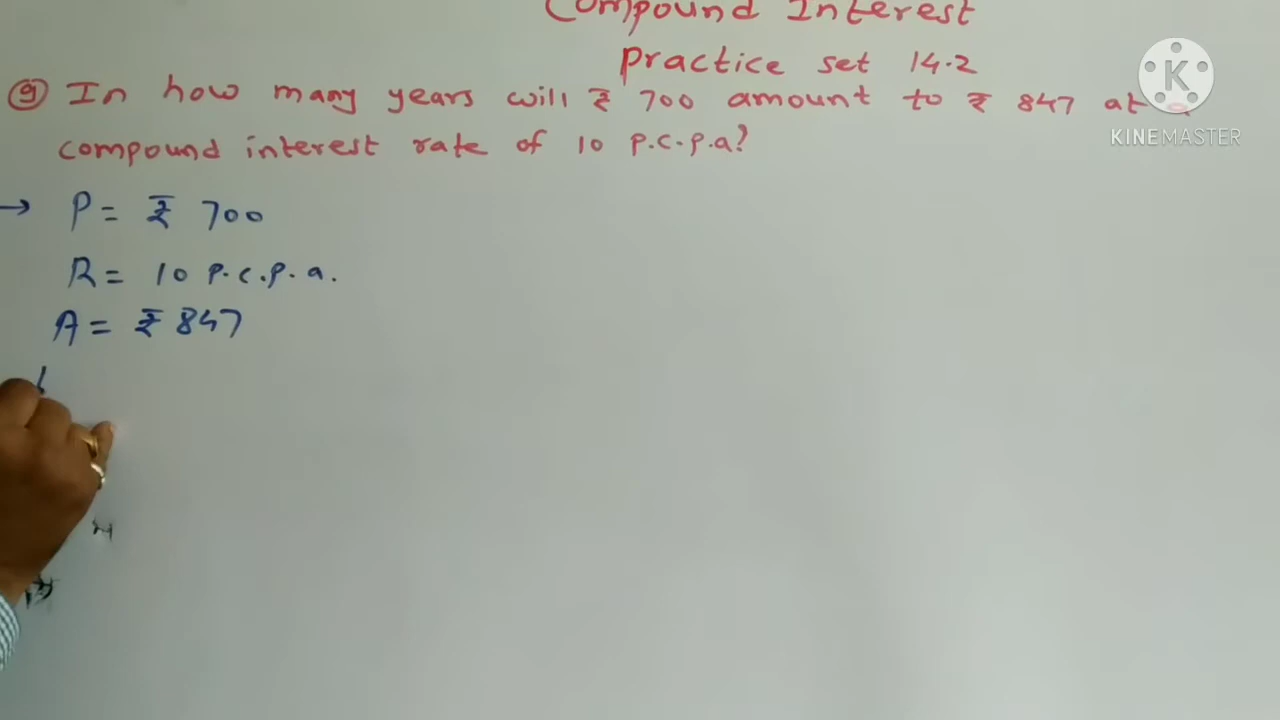 Compound Interest
Practice set 14.2
9) In how many years will ₹ 700 amount to ₹ 847 at a
compound interest rate of 10 p.c.p.a?
→ P = ₹ 700
R = 10 p.c.p.a.
A = ₹ 847
K
KINEMASTER